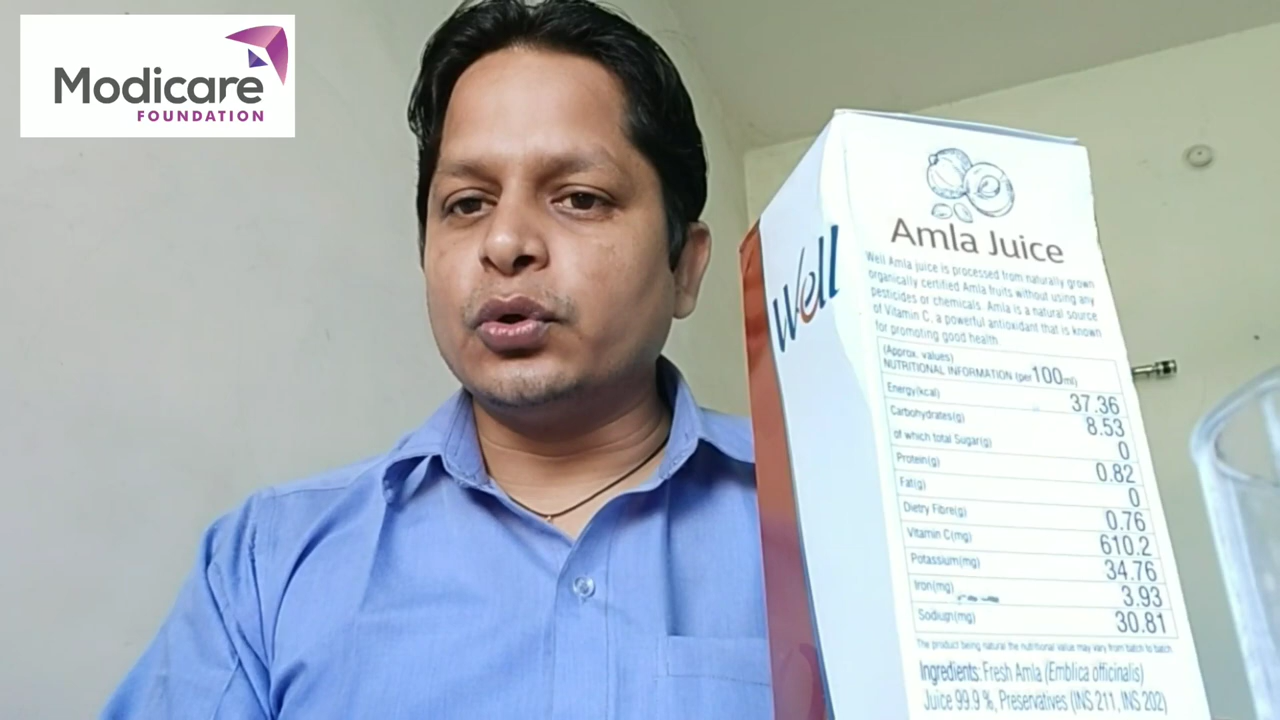 Modicare
FOUNDATION
Well
Amla Juice
Well Amla juice is processed from naturally grown
organically certified Amla fruits without using any
pesticides or chemicals. Amla is a natural source
of Vitamin C, a powerful antioxidant that is known
for promoting good health.
(Approx. values)
NUTRITIONAL INFORMATION (per 100ml)
Energy(kcal) 37.36
Carbohydrates(g) 8.53
of which total Sugar(g) 0
Protein(g) 0.82
Fat(g) 0
Dietry Fibre(g) 0.76
Vitamin C(mg) 610.2
Potassium(mg) 34.76
Iron(mg) 3.93
Sodium(mg) 30.81
The product being natural the nutritional value may vary from batch to batch.
Ingredients: Fresh Amla (Emblica officinalis)
Juice 99.9 %, Preservatives (INS 211, INS 202)